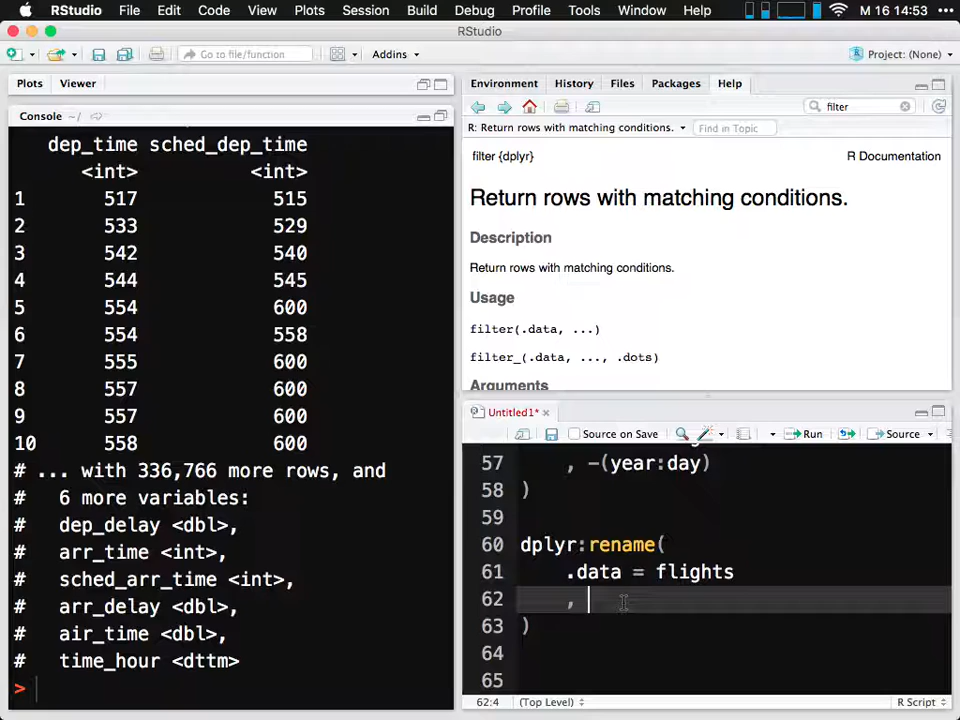 RStudio File Edit Code View Plots Session Build Debug Profile Tools Window Help M 16 14:53
RStudio
Go to file/function Addins Project: (None)
Plots Viewer
Console ~/
dep_time sched_dep_time
<int> <int>
1 517 515
2 533 529
3 542 540
4 544 545
5 554 600
6 554 558
7 555 600
8 557 600
9 557 600
10 558 600
# ... with 336,766 more rows, and
# 6 more variables:
# dep_delay <dbl>,
# arr_time <int>,
# sched_arr_time <int>,
# arr_delay <dbl>,
# air_time <dbl>,
# time_hour <dttm>
>
Environment History Files Packages Help
filter
R: Return rows with matching conditions. Find in Topic
filter {dplyr} R Documentation
Return rows with matching conditions.
Description
Return rows with matching conditions.
Usage
filter(.data, ...)
filter_(.data, ..., .dots)
Arguments
Untitled1*
Source on Save Run Source
57 , -(year:day)
58 )
59
60 dplyr:rename(
61 .data = flights
62 ,
63 )
64
65
62:4 (Top Level) R Script